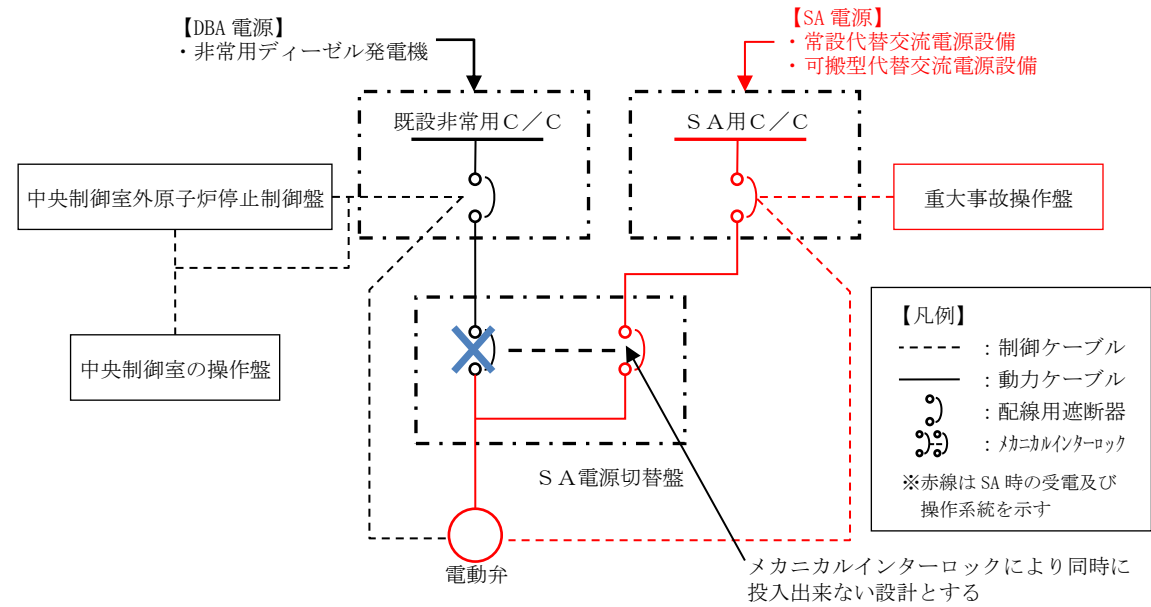 【DBA 電源】
・非常用ディーゼル発電機
【SA 電源】
・常設代替交流電源設備
・可搬型代替交流電源設備
既設非常用C／C
ＳＡ用Ｃ／Ｃ
中央制御室外原子炉停止制御盤
重大事故操作盤
中央制御室の操作盤
ＳＡ電源切替盤
電動弁
メカニカルインターロックにより同時に
投入出来ない設計とする
【凡例】
：制御ケーブル
：動力ケーブル
：配線用遮断器
：ﾒｶﾆｶﾙｲﾝﾀｰﾛｯｸ
※赤線は SA 時の受電及び
操作系統を示す